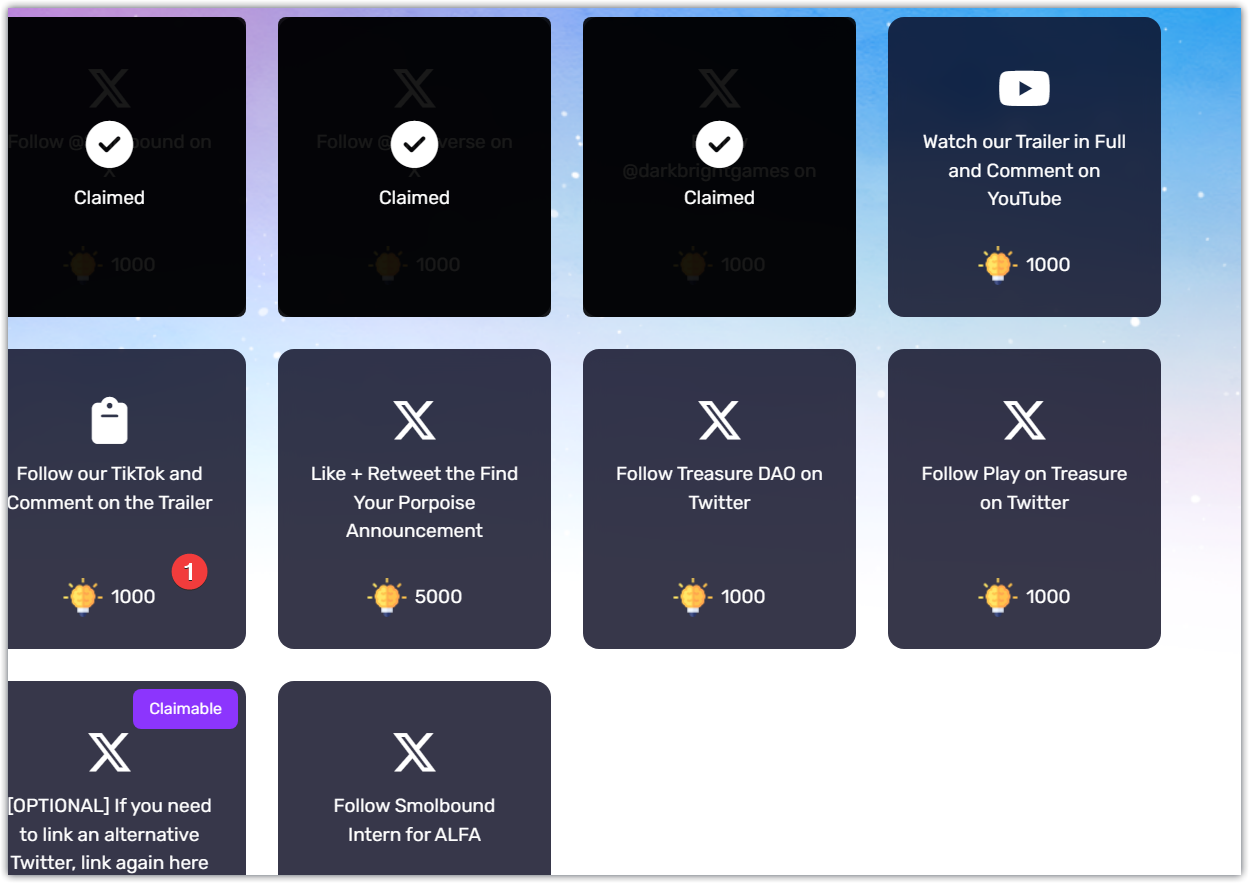 Follow @
bound on
Follow @
verse on
@darkbrightgames on
Claimed
Claimed
Claimed
1000
1000
1000
Watch our Trailer in Full
and Comment on
YouTube
1000
Follow our TikTok and
Comment on the Trailer
1000
1
Like + Retweet the Find
Your Porpoise
Announcement
5000
Follow Treasure DAO on
Twitter
1000
Follow Play on Treasure
on Twitter
1000
Claimable
[OPTIONAL] If you need
to link an alternative
Twitter, link again here
Follow Smolbound
Intern for ALFA